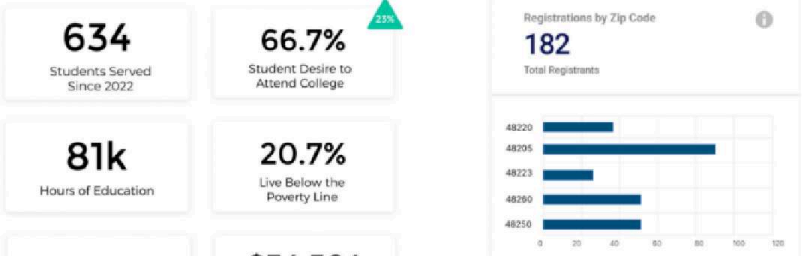 634
Students Served
Since 2022
23%
66.7%
Student Desire to
Attend College
81k
Hours of Education
20.7%
Live Below the
Poverty Line
Registrations by Zip Code
182
Total Registrants
48220
48205
48223
48260
48250
0 20 40 60 80 100 120